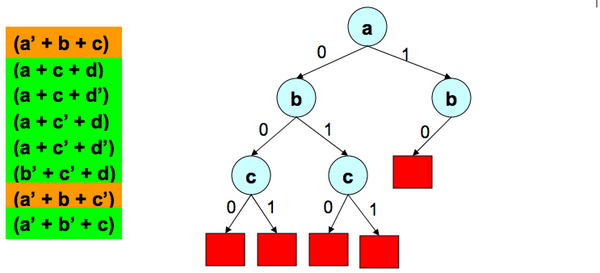 (a’ + b + c)
(a + c + d)
(a + c + d’)
(a + c’ + d)
(a + c’ + d’)
(b’ + c’ + d)
(a’ + b + c’)
(a’ + b’ + c)
a
0 1
b b
0 1 0
c c
0 1 0 1